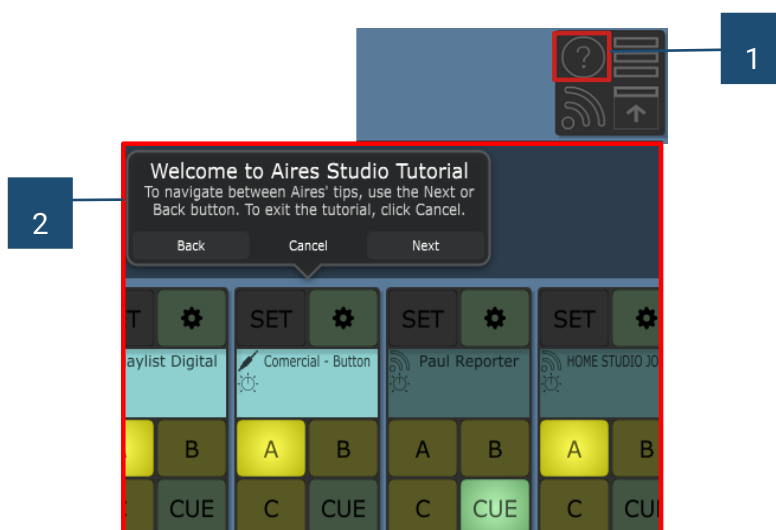 ?
1
2
Welcome to Aires Studio Tutorial
To navigate between Aires' tips, use the Next or
Back button. To exit the tutorial, click Cancel.
Back Cancel Next
SET SET SET
Digital Comercial - Button Paul Reporter HOME STUDIO
B A B A B A B
CUE C CUE C CUE C